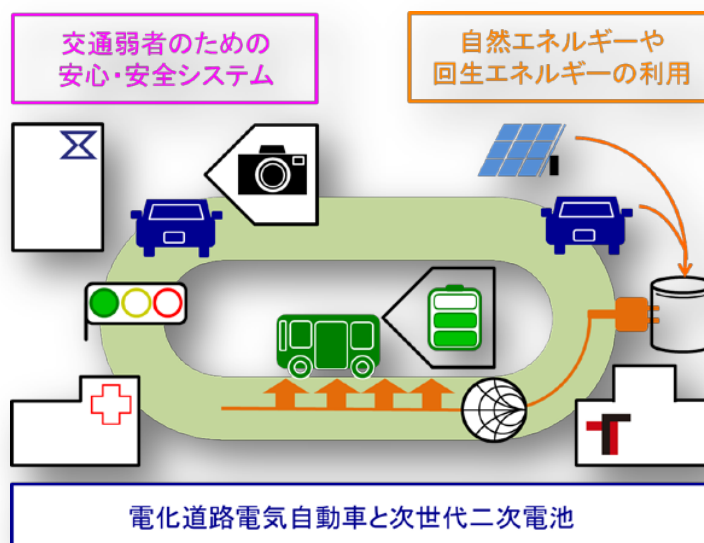 交通弱者のための
安心・安全システム
自然エネルギーや
回生エネルギーの利用
電化道路電気自動車と次世代二次電池